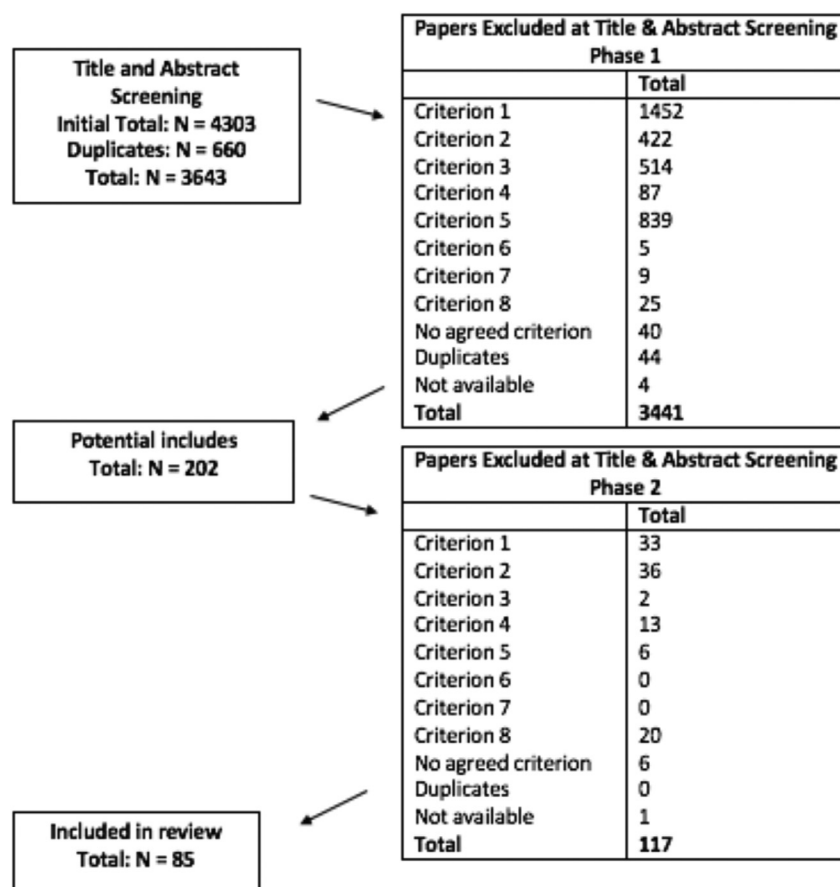 Title and Abstract
Screening
Initial Total: N = 4303
Duplicates: N = 660
Total: N = 3643
Papers Excluded at Title & Abstract Screening
Phase 1
Total
Criterion 1 1452
Criterion 2 422
Criterion 3 514
Criterion 4 87
Criterion 5 839
Criterion 6 5
Criterion 7 9
Criterion 8 25
No agreed criterion 40
Duplicates 44
Not available 4
Total 3441
Potential includes
Total: N = 202
Papers Excluded at Title & Abstract Screening
Phase 2
Total
Criterion 1 33
Criterion 2 36
Criterion 3 2
Criterion 4 13
Criterion 5 6
Criterion 6 0
Criterion 7 0
Criterion 8 20
No agreed criterion 6
Duplicates 0
Not available 1
Total 117
Included in review
Total: N = 85